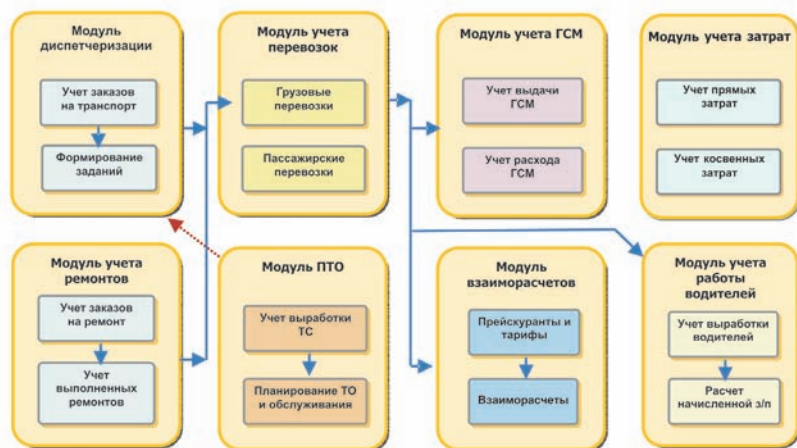 Модуль
диспетчеризации
Учет заказов
на транспорт
Формирование
заданий
Модуль учета
перевозок
Грузовые
перевозки
Пассажирские
перевозки
Модуль учета ГСМ
Учет выдачи
ГСМ
Учет расхода
ГСМ
Модуль учета затрат
Учет прямых
затрат
Учет косвенных
затрат
Модуль учета
ремонтов
Учет заказов
на ремонт
Учет
выполненных
ремонтов
Модуль ПТО
Учет выработки
ТС
Планирование ТО
и обслуживания
Модуль
взаиморасчетов
Прейскуранты и
тарифы
Взаиморасчеты
Модуль учета
работы
водителей
Учет выработки
водителей
Расчет
начисленной з/п